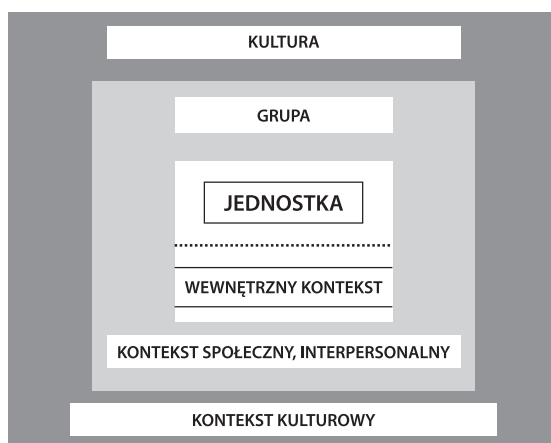 KULTURA
GRUPA
JEDNOSTKA
WEWNĘTRZNY KONTEKST
KONTEKST SPOŁECZNY, INTERPERSONALNY
KONTEKST KULTUROWY